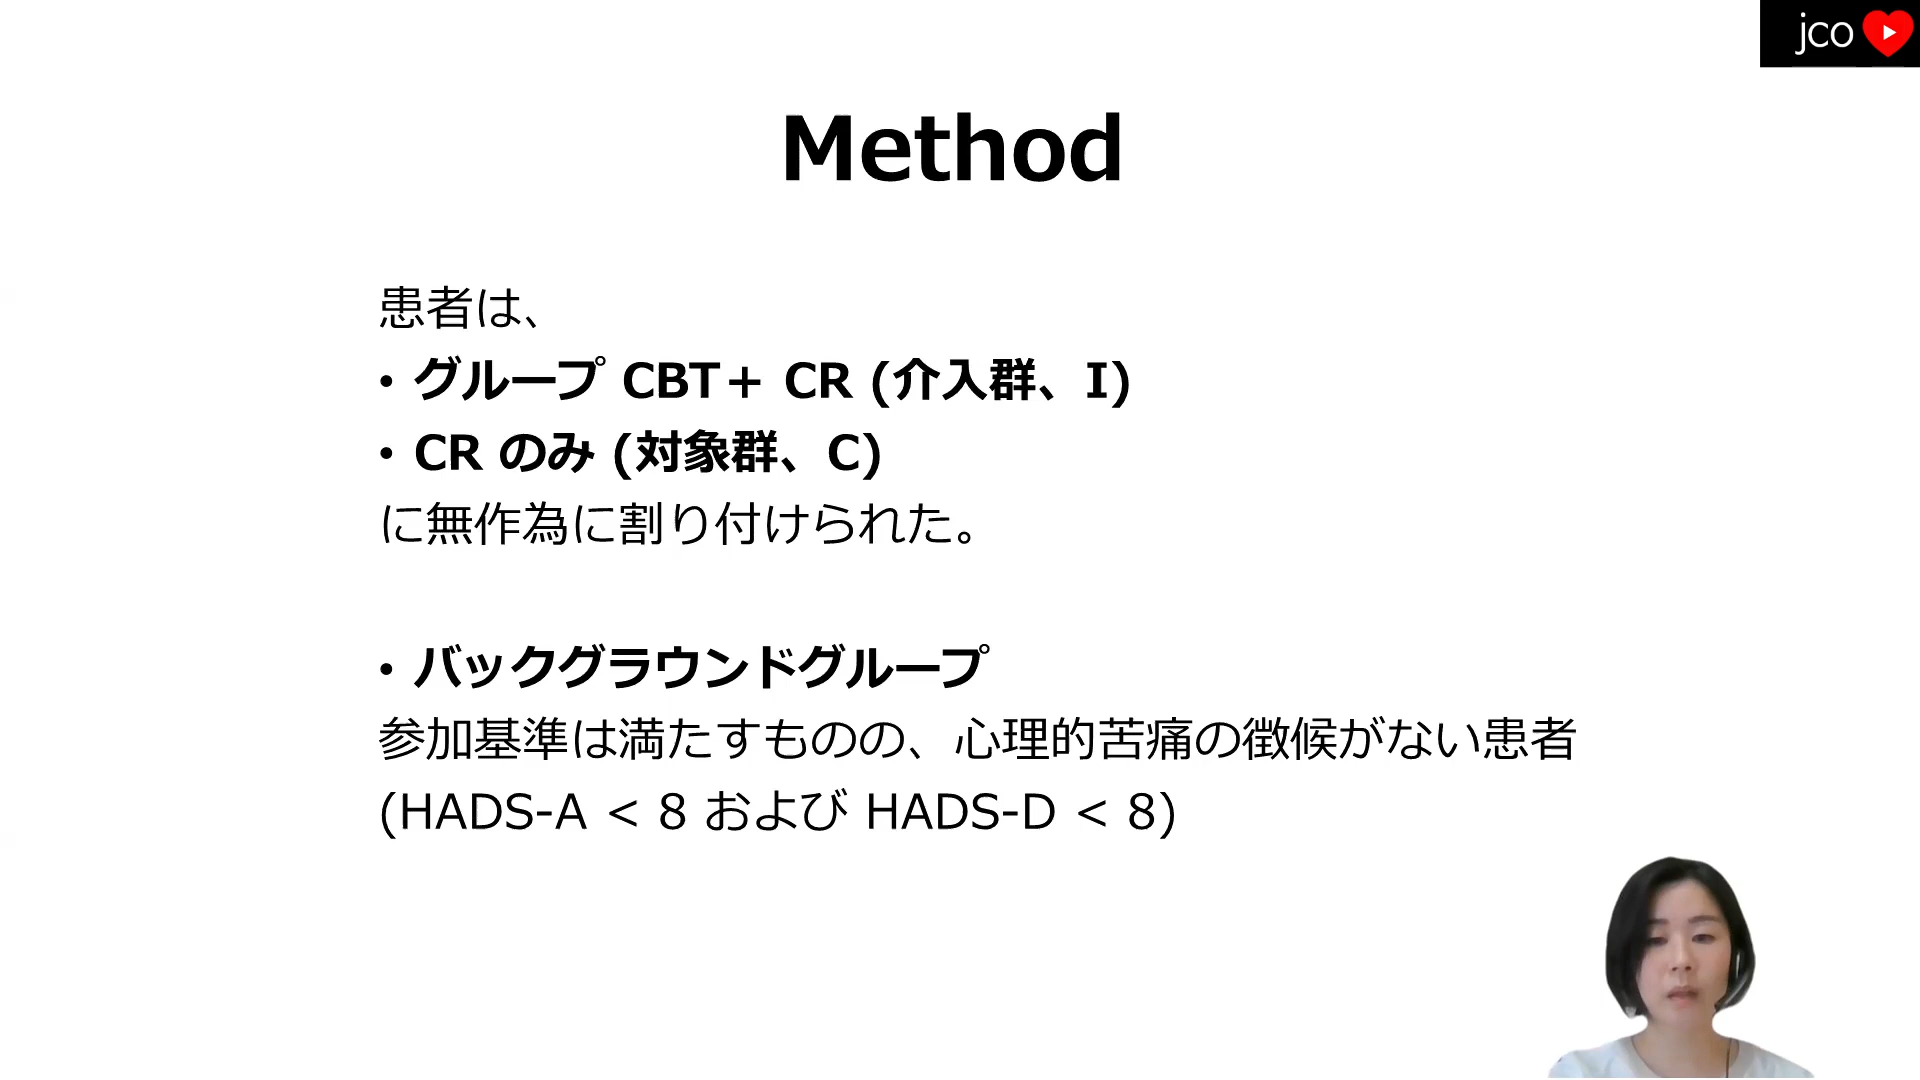 jco
Method
患者は、
• グループ CBT+ CR (介入群、I)
• CR のみ (対象群、C)
に無作為に割り付けられた。
• バックグラウンドグループ
参加基準は満たすものの、心理的苦痛の徴候がない患者
(HADS-A < 8 および HADS-D < 8)